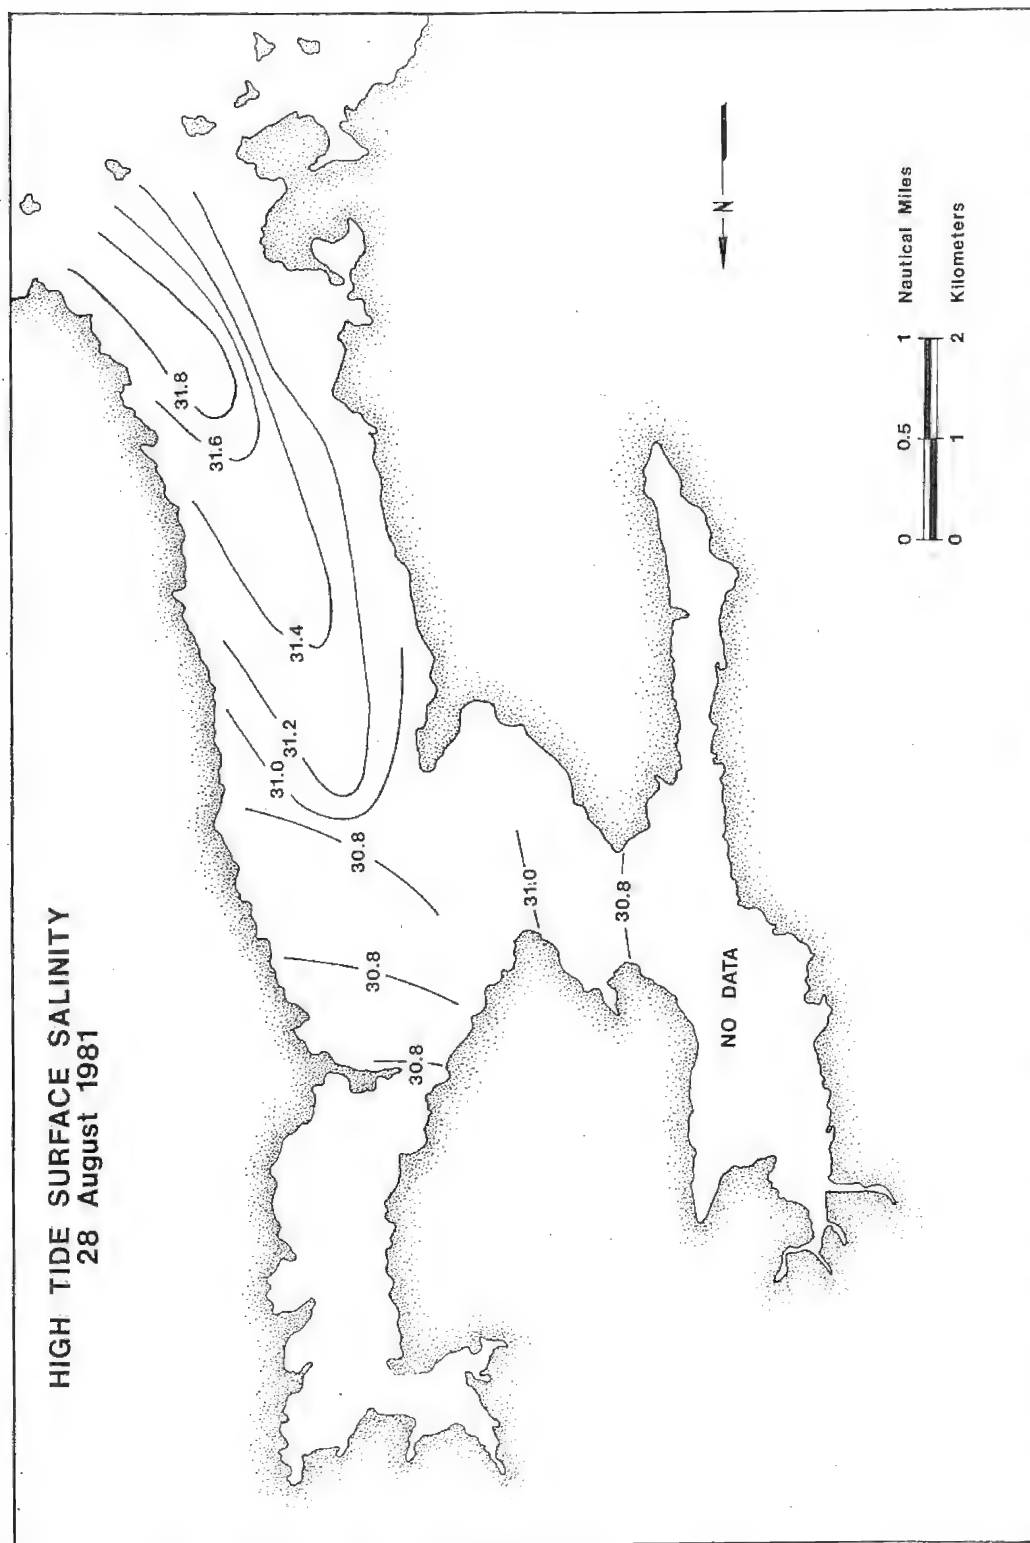 HIGH TIDE SURFACE SALINITY
28 August 1981
31.8
31.6
31.4
31.2
31.0
30.8
30.8
30.8
31.0
30.8
NO DATA
N
0 0.5 1 Nautical Miles
0 1 2 Kilometers